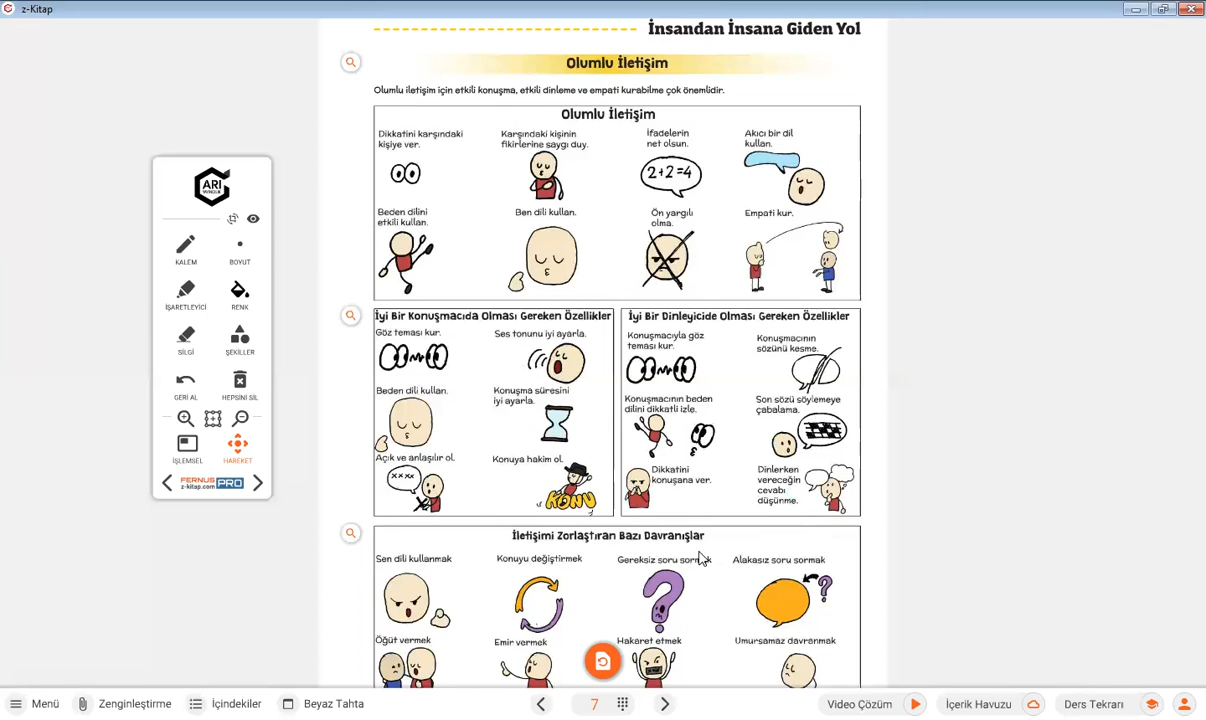 z-Kitap
İnsandan İnsana Giden Yol
Olumlu İletişim
Olumlu iletişim için etkili konuşma, etkili dinleme ve empati kurabilme çok önemlidir.
Olumlu İletişim
Dikkatini karşındaki
kişiye ver.
Karşındaki kişinin
fikirlerine saygı duy.
İfadelerin
net olsun.
Akıcı bir dil
kullan.
2+2=4
Beden dilini
etkili kullan.
Ben dili kullan.
Ön yargılı
olma.
Empati kur.
İyi Bir Konuşmacıda Olması Gereken Özellikler
Göz teması kur.
Ses tonunu iyi ayarla.
Beden dili kullan.
Konuşma süresini
iyi ayarla.
Açık ve anlaşılır ol.
Konuya hakim ol.
xxxx
KONU
İyi Bir Dinleyicide Olması Gereken Özellikler
Konuşmacıyla göz
teması kur.
Konuşmacının
sözünü kesme.
Konuşmacının beden
dilini dikkatli izle.
Son sözü söylemeye
çabalama.
Dikkatini
konuşana ver.
Dinlerken
vereceğin
cevabı
düşünme.
İletişimi Zorlaştıran Bazı Davranışlar
Sen dili kullanmak
Konuyu değiştirmek
Gereksiz soru sormak
Alakasız soru sormak
Öğüt vermek
Emir vermek
Hakaret etmek
Umursamaz davranmak
ARI
KALEM
BOYUT
İŞARETLEYİCİ
RENK
SİLGİ
ŞEKİLLER
GERİ AL
HEPSİNİ SİL
İŞLEMSEL
HAREKET
FERNUS
z-kitap.com
PRO
Menü
Zenginleştirme
İçindekiler
Beyaz Tahta
7
Video Çözüm
İçerik Havuzu
Ders Tekrarı